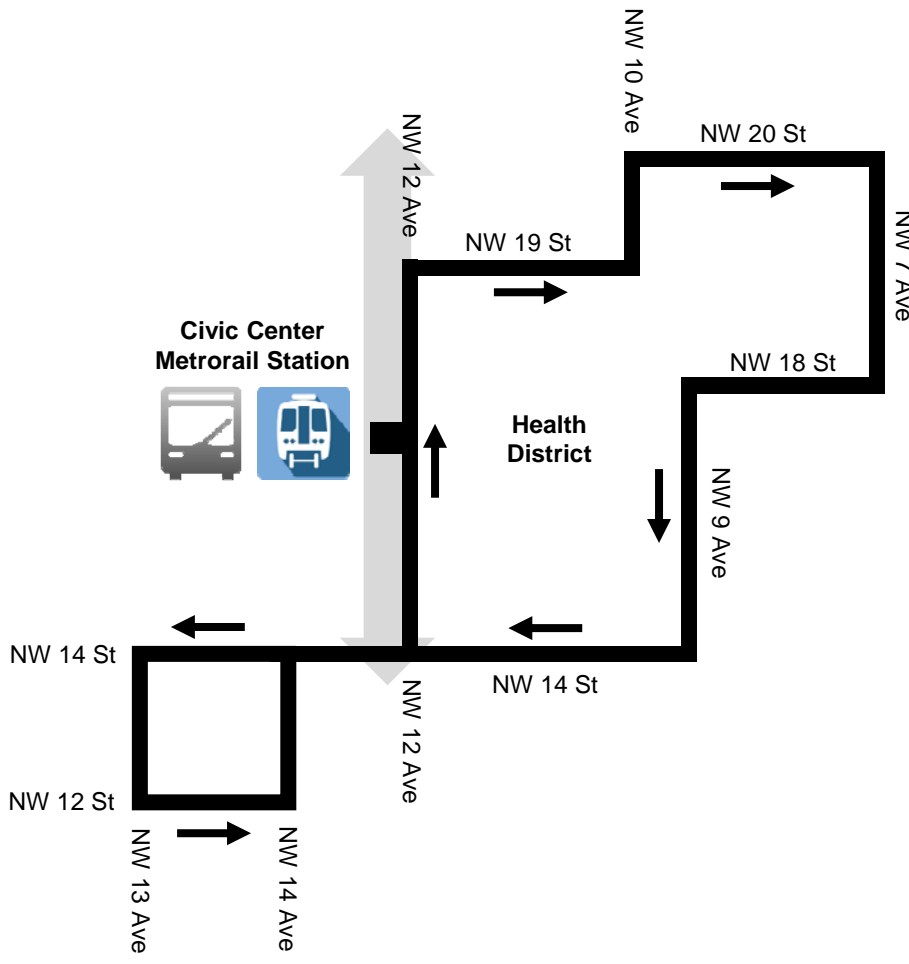 NW 10 Ave
NW 20 St
NW 12 Ave
NW 19 St
NW 7 Ave
Civic Center
Metrorail Station
NW 18 St
Health
District
NW 9 Ave
NW 14 St
NW 14 St
NW 12 Ave
NW 12 St
NW 13 Ave
NW 14 Ave